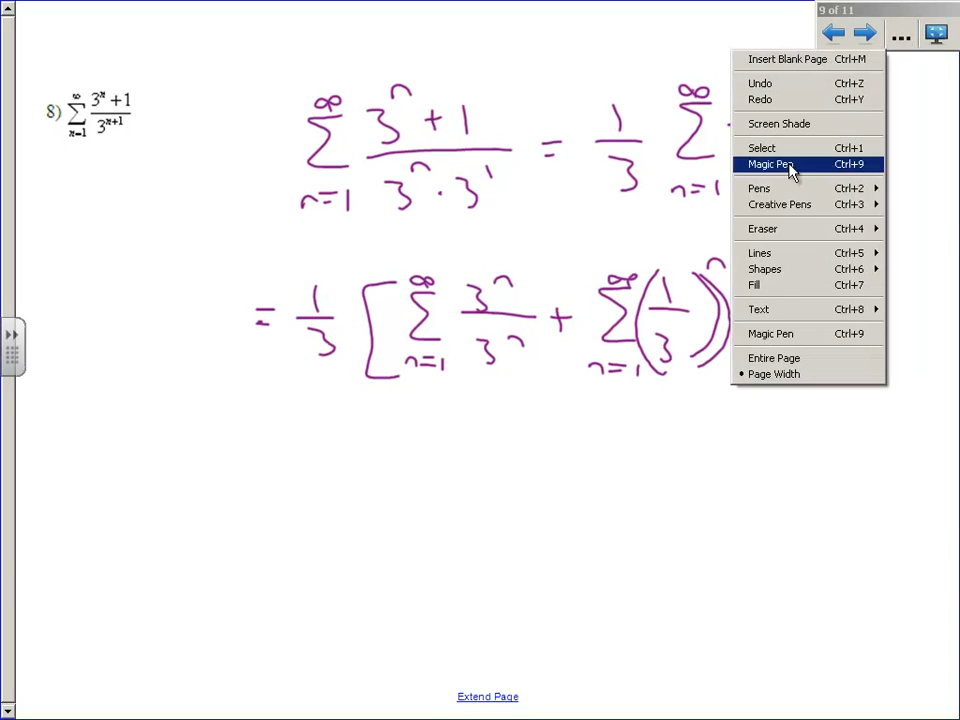 9 of 11
8) ∑_{n=1}^{∞} (3^n + 1)/(3^{n+1})
∑_{n=1}^{∞} (3^n + 1)/(3^n · 3^1) = 1/3 ∑_{n=1}^{∞}
= 1/3 [ ∑_{n=1}^{∞} 3^n/3^n + ∑_{n=1}^{∞} (1/3)^n
Insert Blank Page Ctrl+M
Undo Ctrl+Z
Redo Ctrl+Y
Screen Shade
Select Ctrl+1
Magic Pen Ctrl+9
Pens Ctrl+2
Creative Pens Ctrl+3
Eraser Ctrl+4
Lines Ctrl+5
Shapes Ctrl+6
Fill Ctrl+7
Text Ctrl+8
Magic Pen Ctrl+9
Entire Page
• Page Width
Extend Page